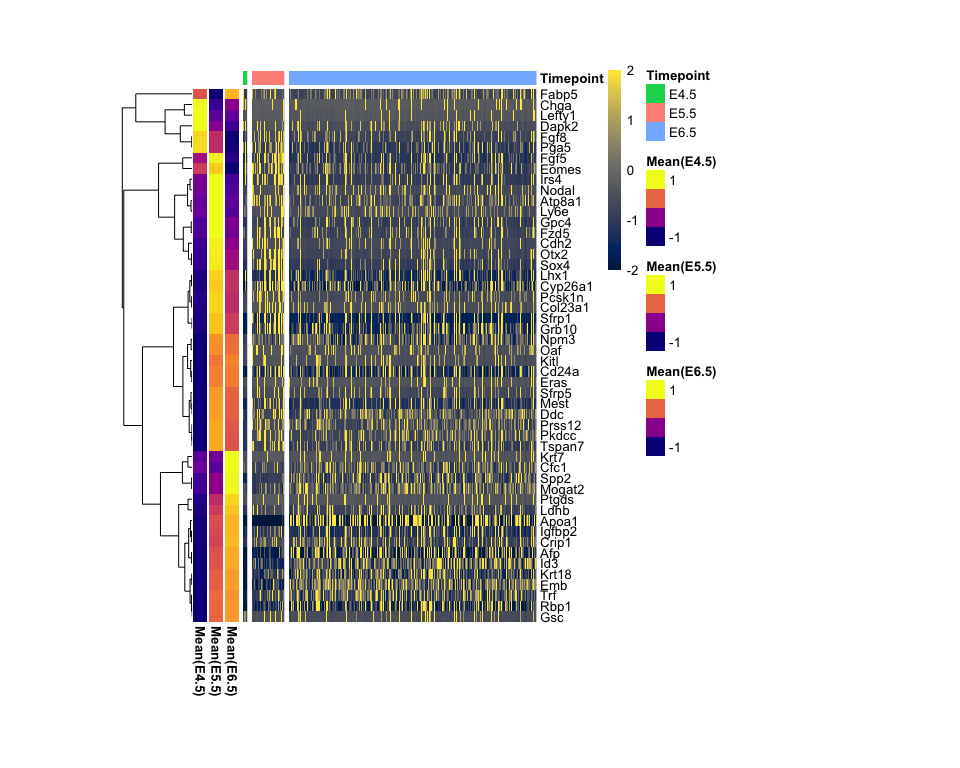 Timepoint
Fabp5
Chga
Lefty1
Dapk2
Fgf8
Pga5
Fgf5
Eomes
Irs4
Nodal
Atp8a1
Ly6e
Gpc4
Fzd5
Cdh2
Otx2
Sox4
Lhx1
Cyp26a1
Pcsk1n
Col23a1
Sfrp1
Grb10
Npm3
Oaf
Kitl
Cd24a
Eras
Sfrp5
Mest
Ddc
Prss12
Pkdcc
Tspan7
Krt7
Cfc1
Spp2
Mogat2
Ptgds
Ldhb
Apoa1
Igfbp2
Crip1
Afp
Id3
Krt18
Emb
Trf
Rbp1
Gsc
Mean(E4.5)
Mean(E5.5)
Mean(E6.5)
2
1
0
-1
-2
Timepoint
E4.5
E5.5
E6.5
Mean(E4.5)
1
-1
Mean(E5.5)
1
-1
Mean(E6.5)
1
-1